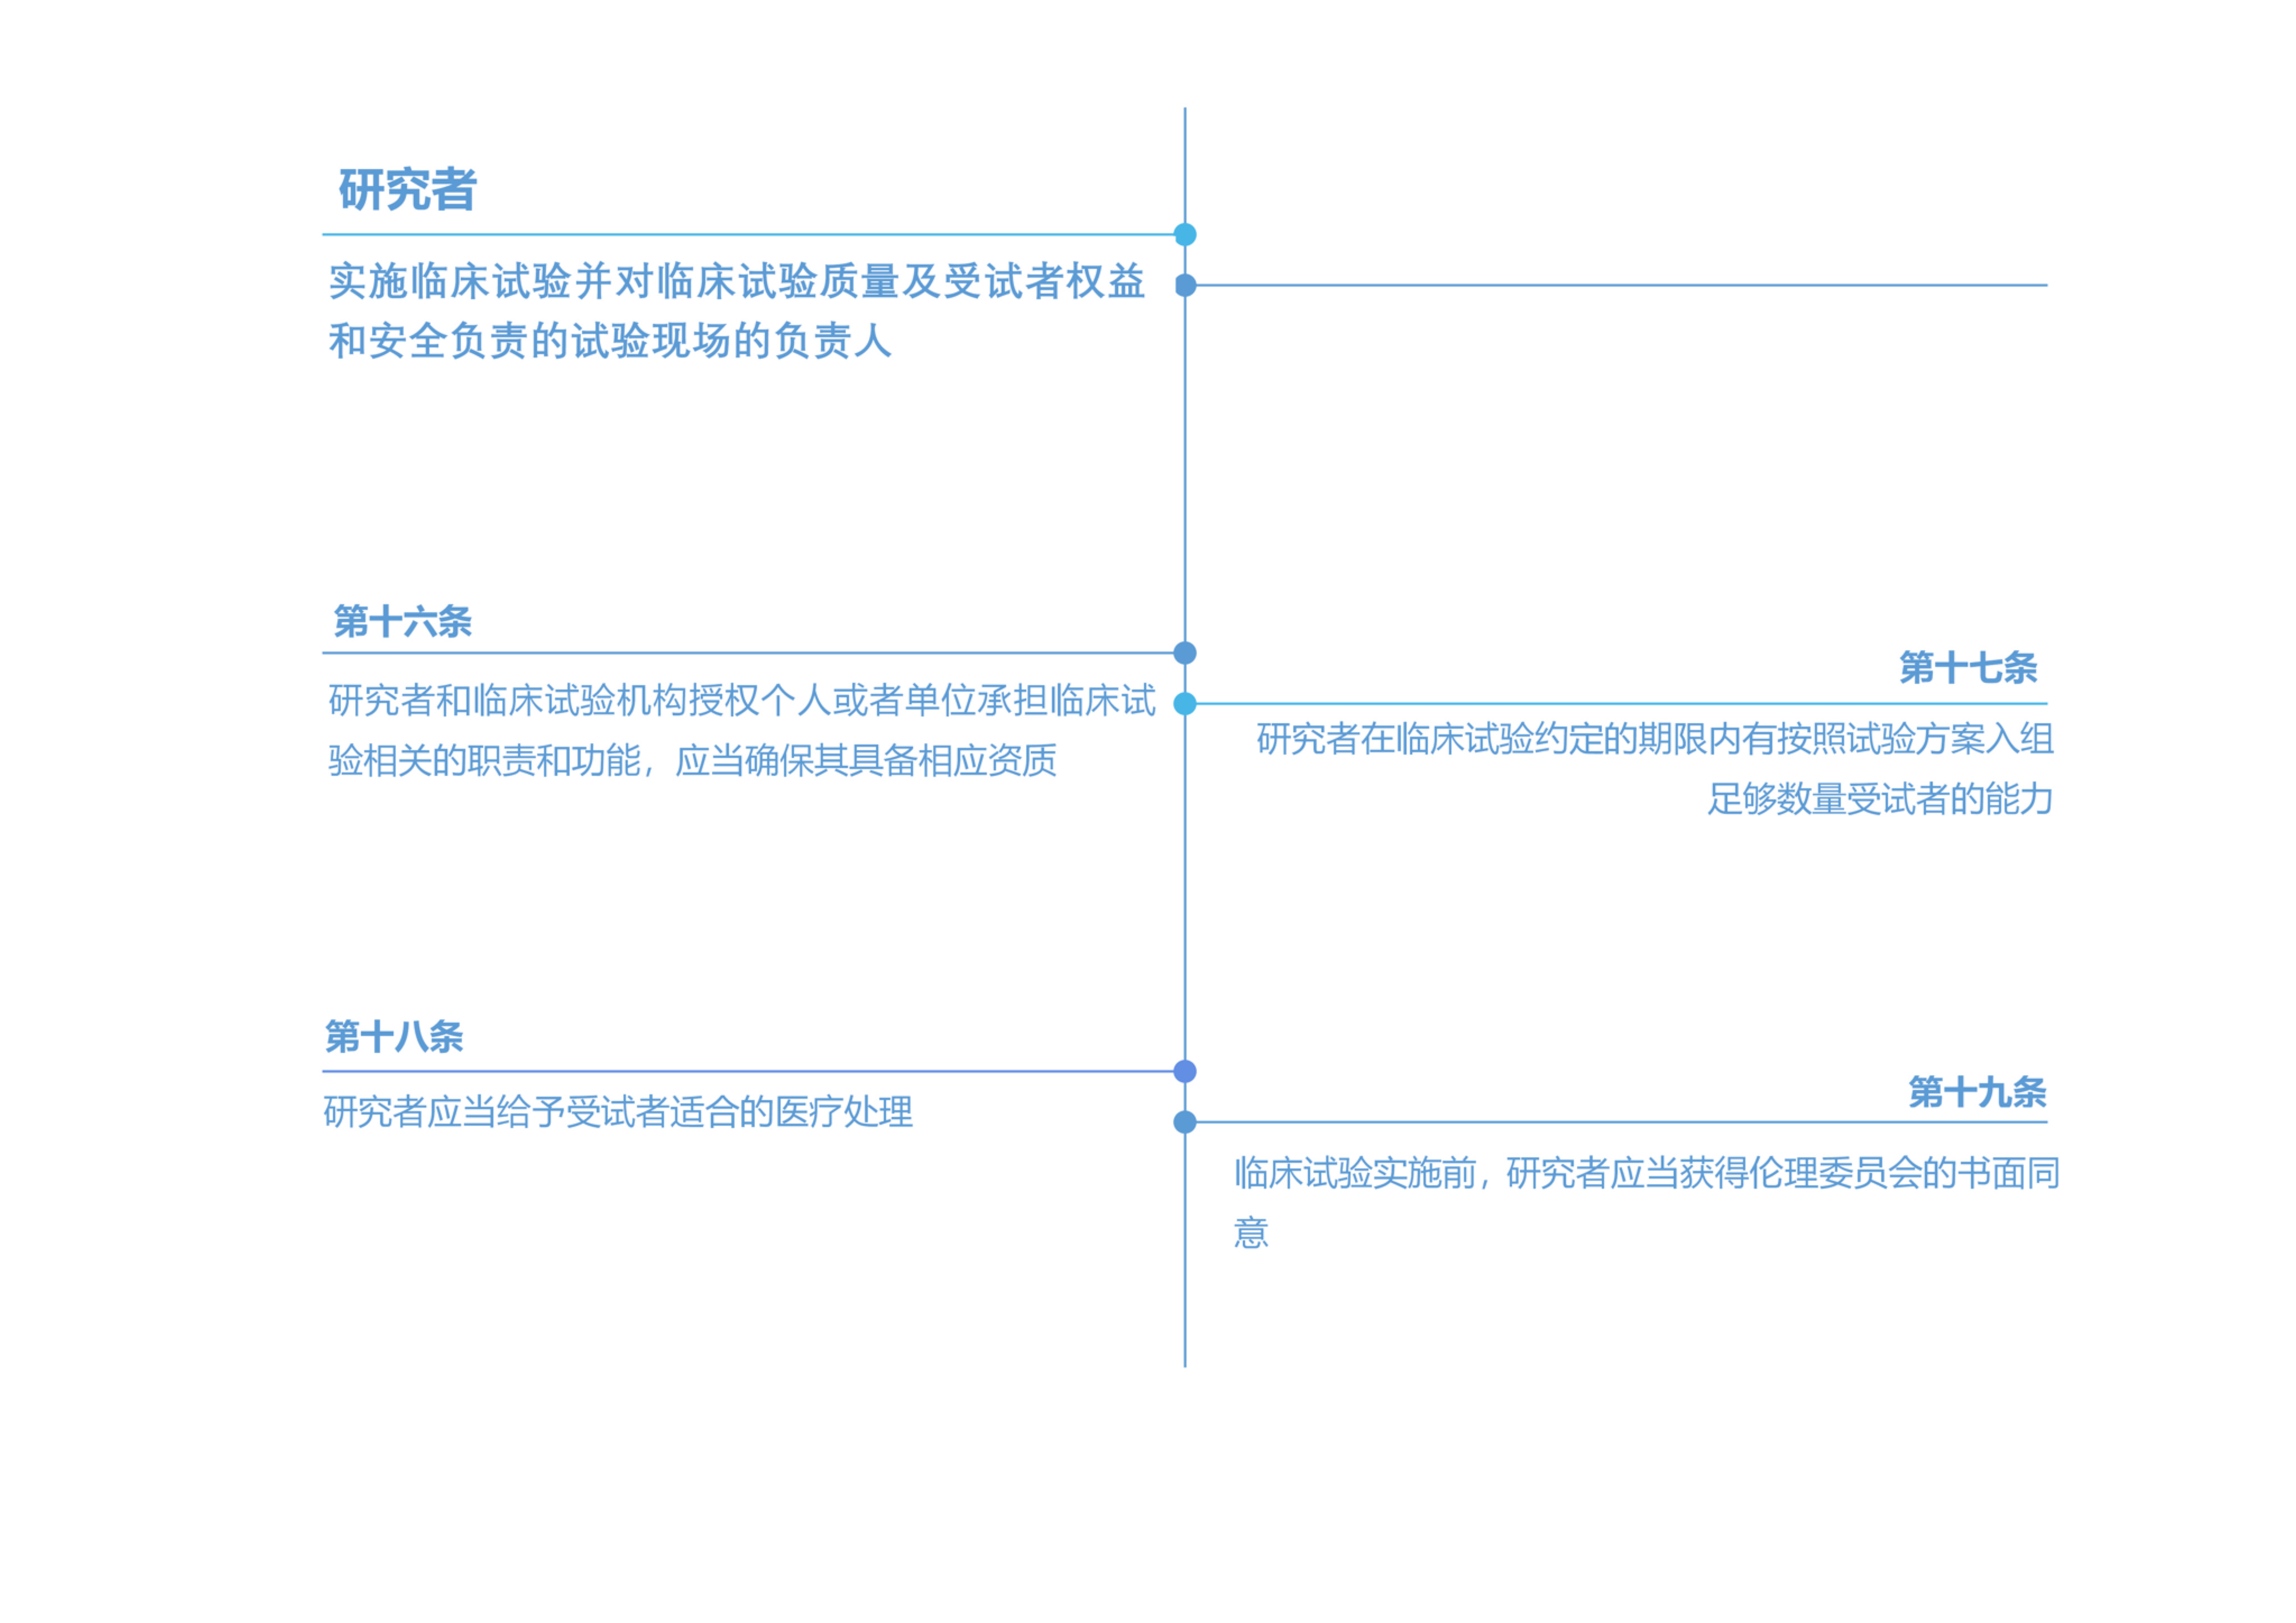 研究者
实施临床试验并对临床试验质量及受试者权益
和安全负责的试验现场的负责人
第十六条
研究者和临床试验机构授权个人或者单位承担临床试
验相关的职责和功能，应当确保其具备相应资质
第十七条
研究者在临床试验约定的期限内有按照试验方案入组
足够数量受试者的能力
第十八条
研究者应当给予受试者适合的医疗处理
第十九条
临床试验实施前，研究者应当获得伦理委员会的书面同
意